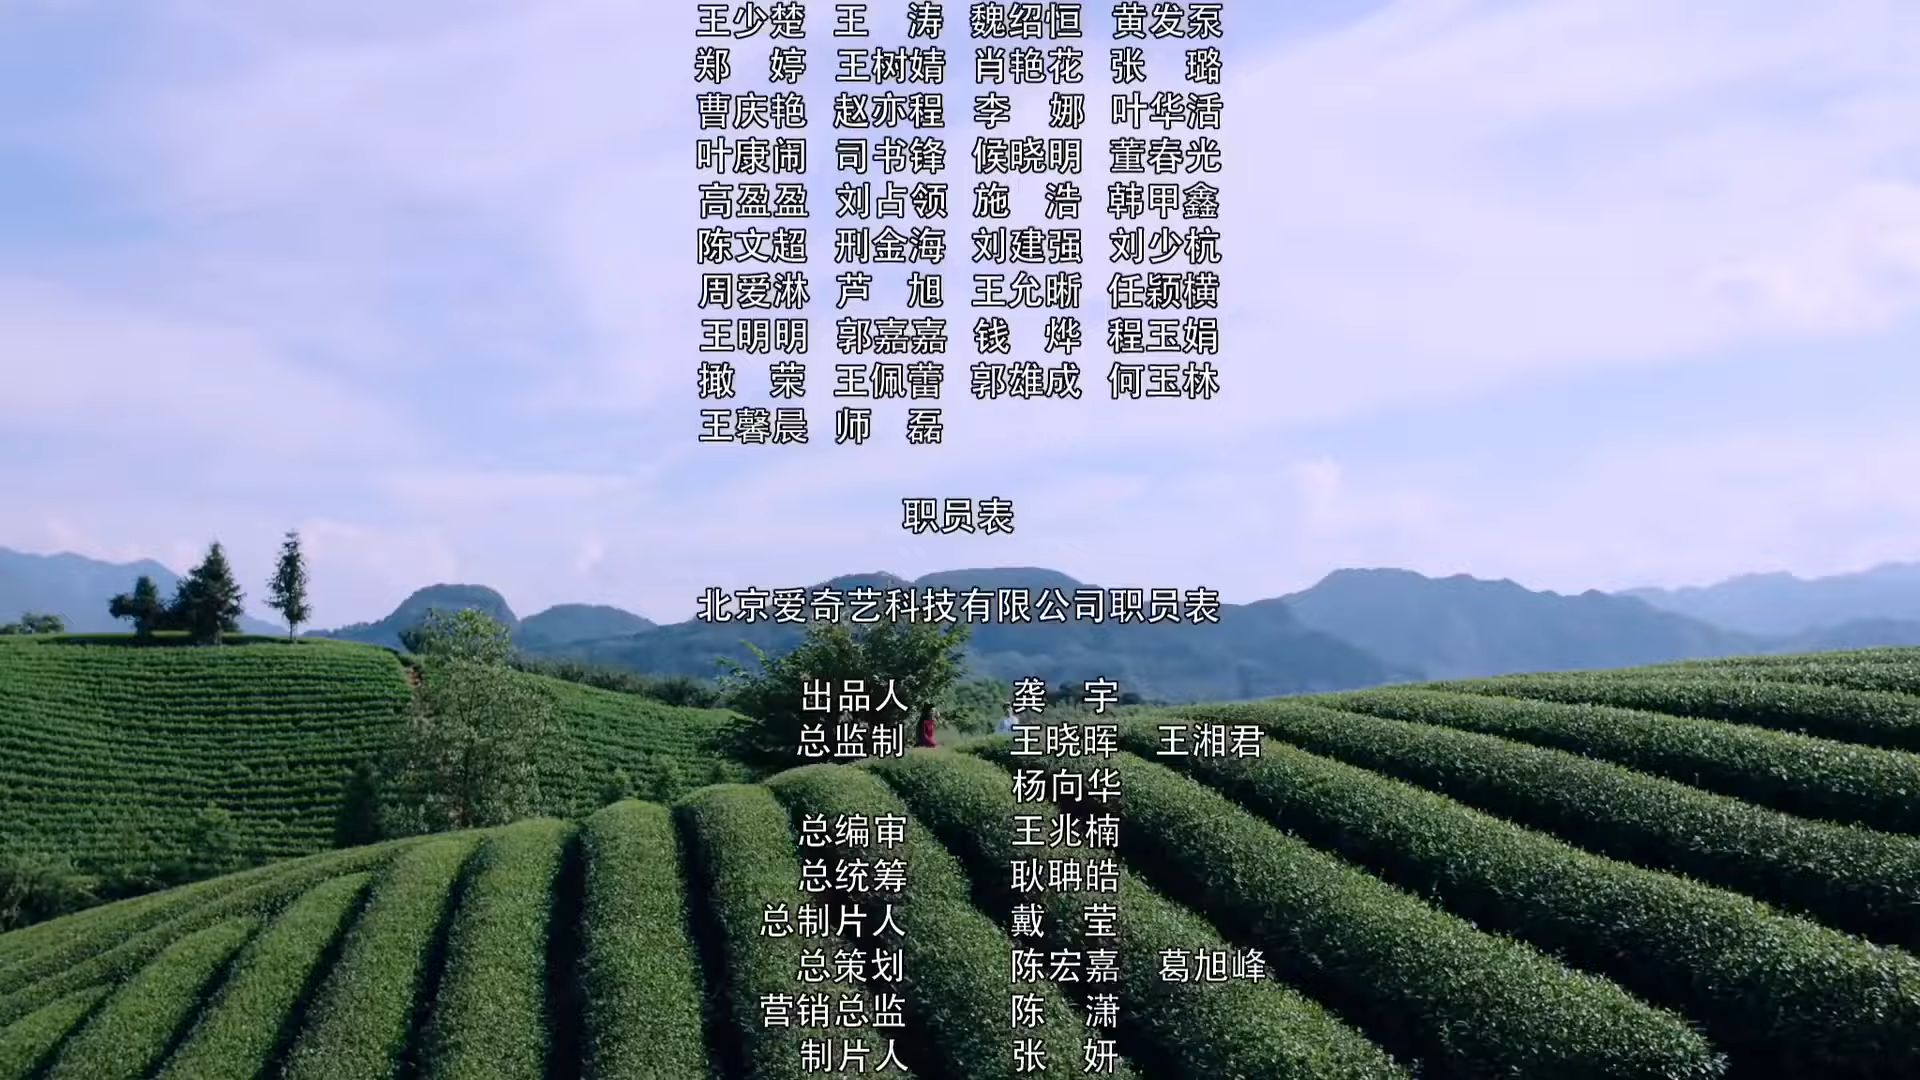 王少楚 王 涛 魏绍恒 黄发泵
郑 婷 王树婧 肖艳花 张 璐
曹庆艳 赵亦程 李 娜 叶华活
叶康闹 司书锋 候晓明 董春光
高盈盈 刘占领 施 浩 韩甲鑫
陈文超 刑金海 刘建强 刘少杭
周爱淋 芦 旭 王允晰 任颖横
王明明 郭嘉嘉 钱 烨 程玉娟
撖 荣 王佩蕾 郭雄成 何玉林
王馨晨 师 磊
职员表
北京爱奇艺科技有限公司职员表
出品人 龚 宇
总监制 王晓晖 王湘君
杨向华
总编审 王兆楠
总统筹 耿聃皓
总制片人 戴 莹
总策划 陈宏嘉 葛旭峰
营销总监 陈 潇
制片人 张 妍